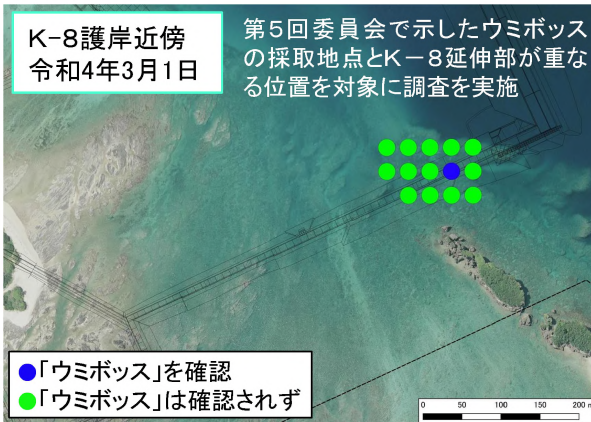 K-8護岸近傍
令和4年3月1日
第5回委員会で示したウミボッス
の採取地点とK-8延伸部が重な
る位置を対象に調査を実施
●「ウミボッス」を確認
●「ウミボッス」は確認されず
0 50 100 150 200 m